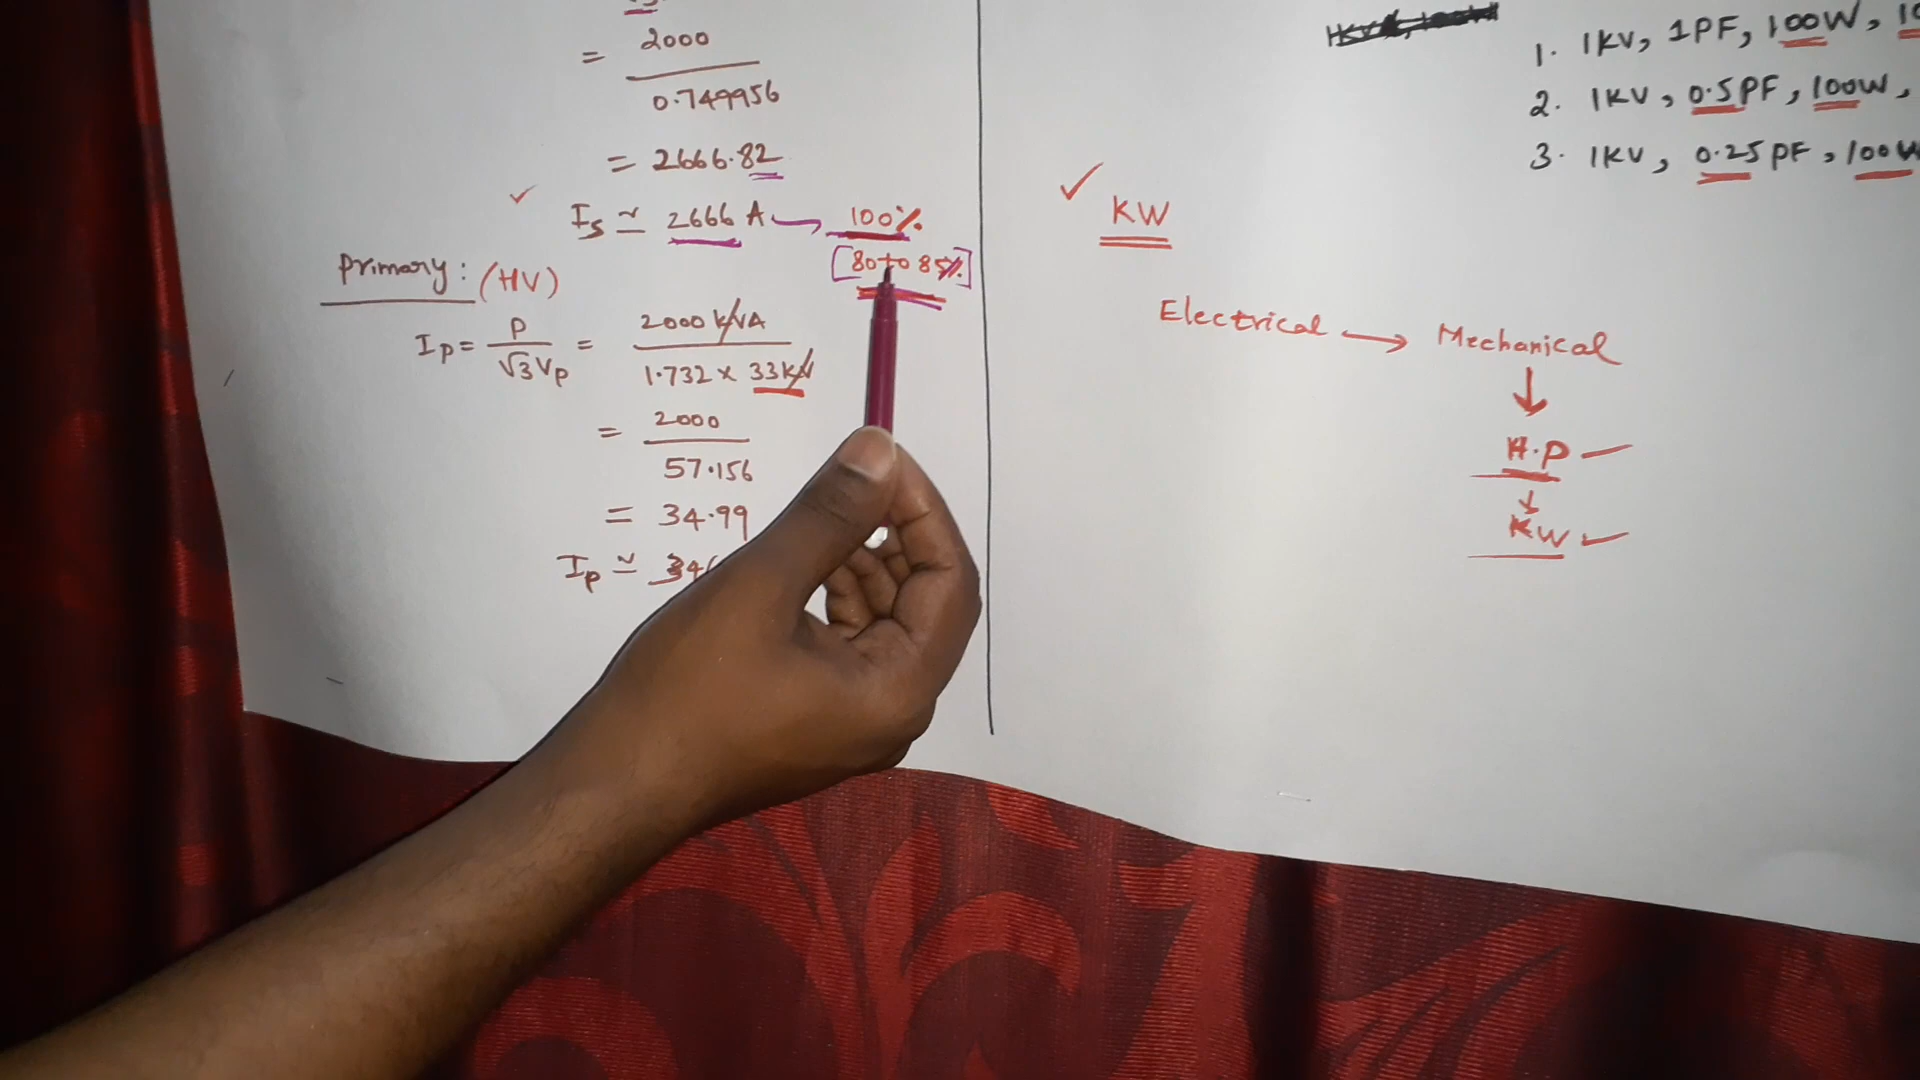 = 2000
0.749956
= 2666.82
Is ≃ 2666 A → 100%
[80 to 85%]
Primary: (HV)
Ip = P / √3 Vp = 2000 KVA / 1.732 × 33KV
= 2000
57.156
= 34.99
Ip ≃ 34
1. 1KV, 1PF, 100W,
2. 1KV, 0.5PF, 100W,
3. 1KV, 0.25PF, 100W
✓ KW
Electrical → Mechanical
↓
H.P
↓
KW